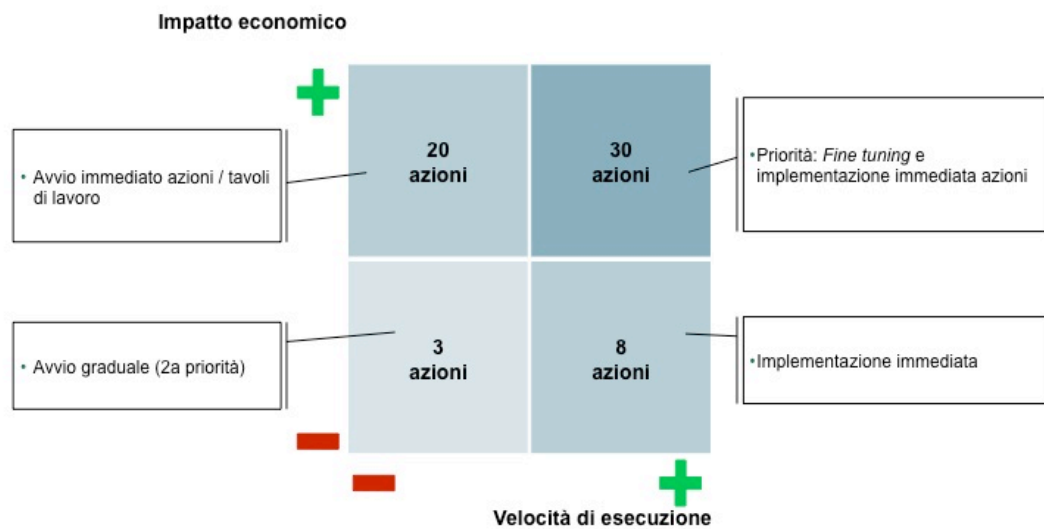 Impatto economico
20
azioni
30
azioni
• Avvio immediato azioni / tavoli
di lavoro
• Priorità: Fine tuning e
implementazione immediata azioni
3
azioni
8
azioni
• Avvio graduale (2a priorità)
• Implementazione immediata
Velocità di esecuzione